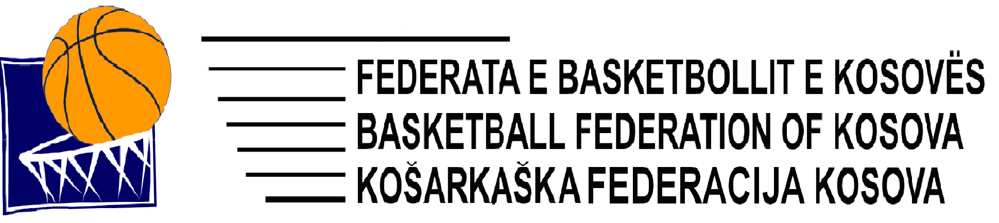 FEDERATA E BASKETBOLLIT E KOSOVËS
BASKETBALL FEDERATION OF KOSOVA
KOŠARKAŠKA FEDERACIJA KOSOVA